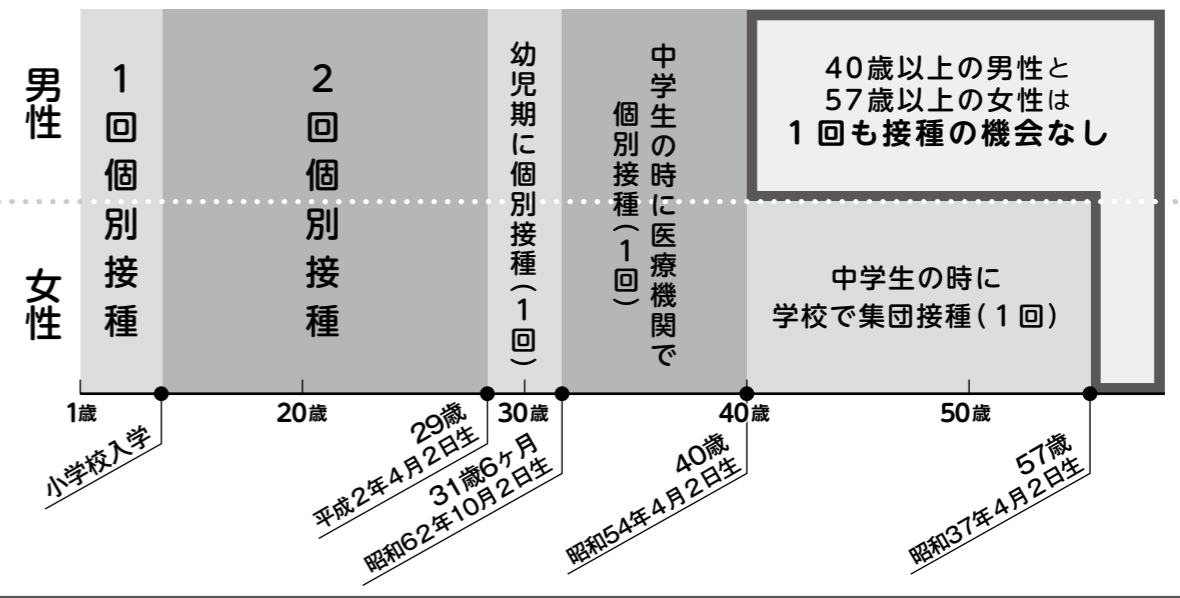 男性
女性
1回個別接種
2回個別接種
幼児期に個別接種(1回)
中学生の時に医療機関で
個別接種(1回)
40歳以上の男性と
57歳以上の女性は
1回も接種の機会なし
中学生の時に
学校で集団接種(1回)
1歳
20歳
30歳
40歳
50歳
小学校入学
29歳
平成2年4月2日生
31歳6ヶ月
昭和62年10月2日生
40歳
昭和54年4月2日生
57歳
昭和37年4月2日生